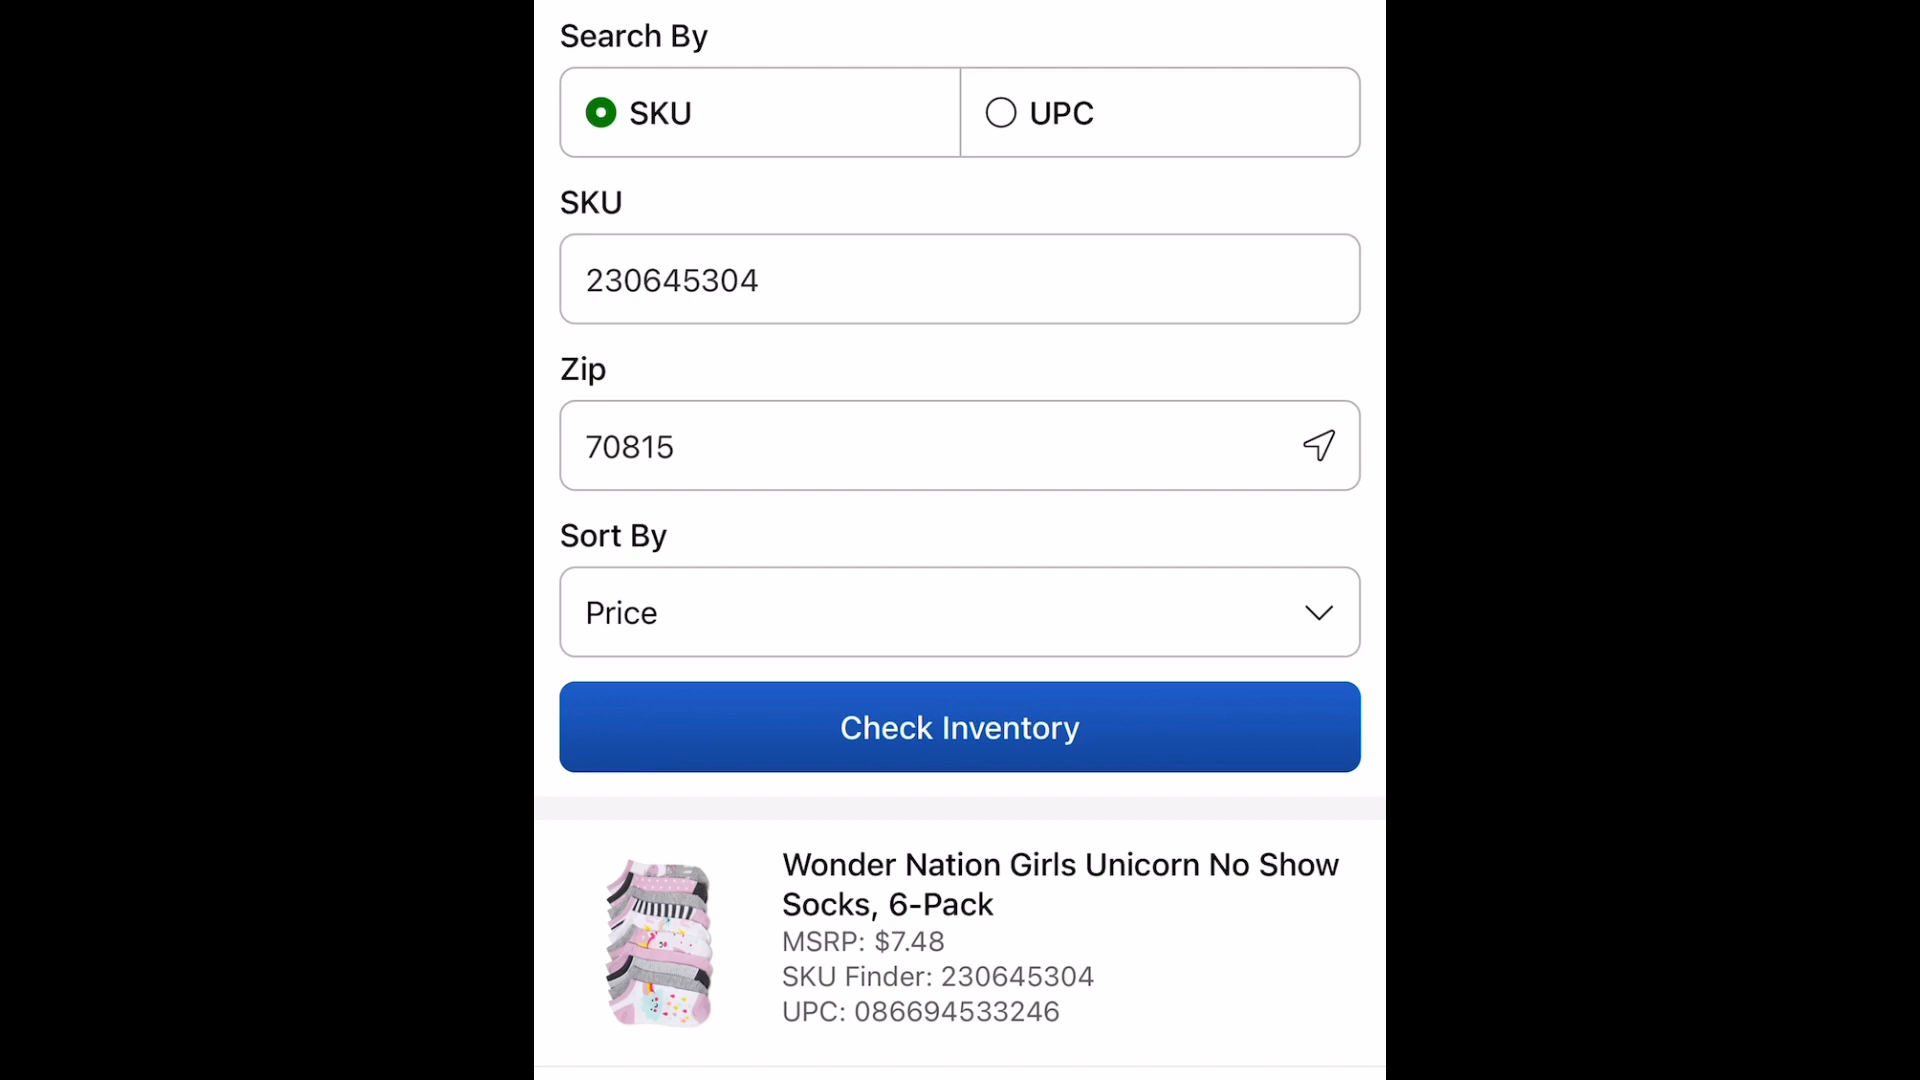 Search By
SKU
UPC
SKU
230645304
Zip
70815
Sort By
Price
Check Inventory
Wonder Nation Girls Unicorn No Show
Socks, 6-Pack
MSRP: $7.48
SKU Finder: 230645304
UPC: 086694533246